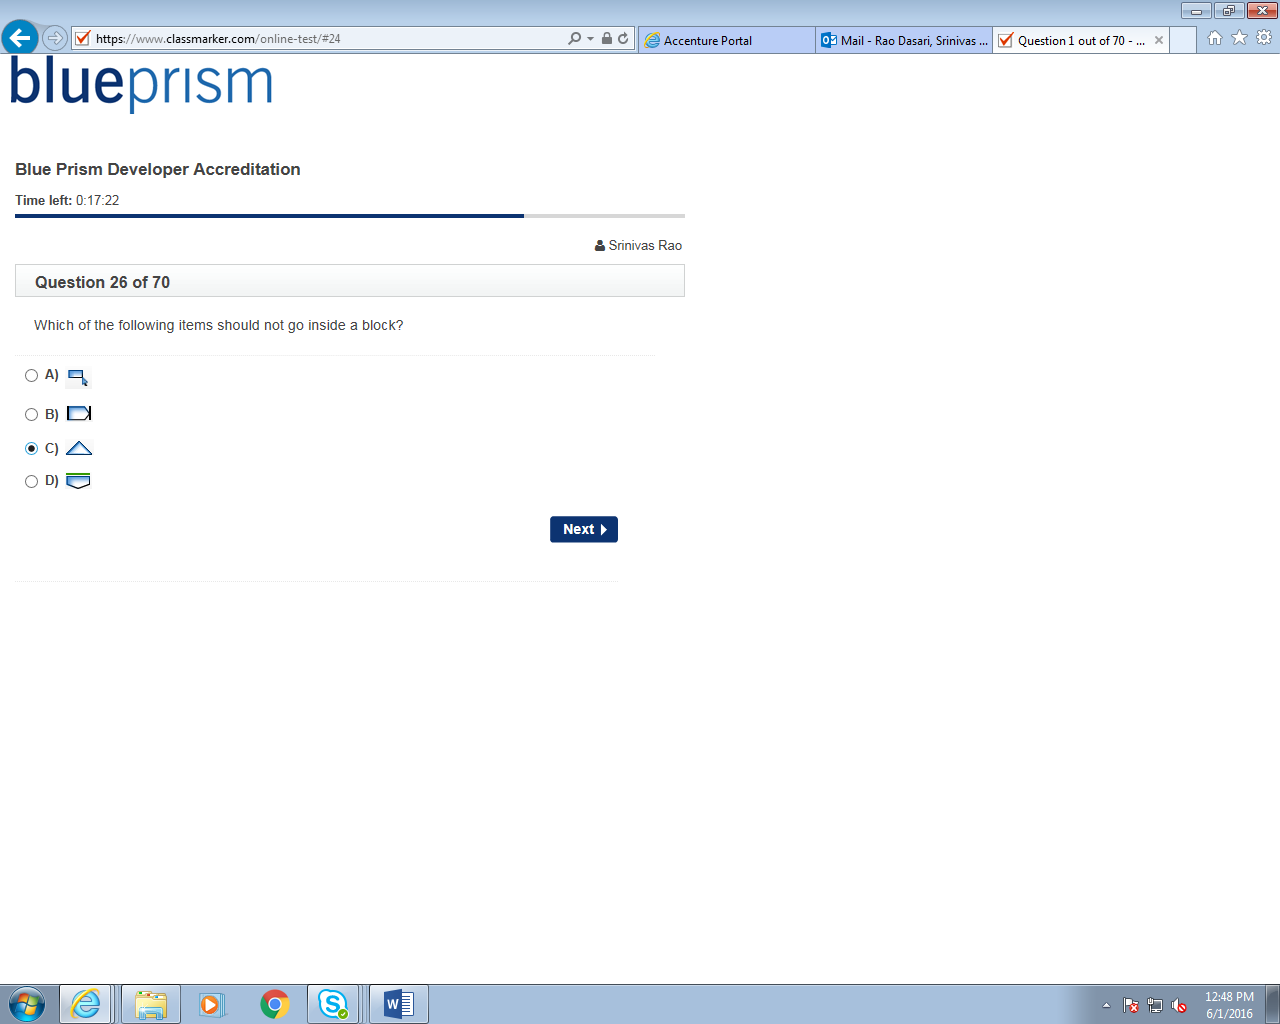 https://www.classmarker.com/online-test/#24
Accenture Portal
Mail - Rao Dasari, Srinivas ...
Question 1 out of 70 - ...
blueprism
Blue Prism Developer Accreditation
Time left: 0:17:22
Srinivas Rao
Question 26 of 70
Which of the following items should not go inside a block?
A)
B)
C)
D)
Next
12:48 PM
6/1/2016